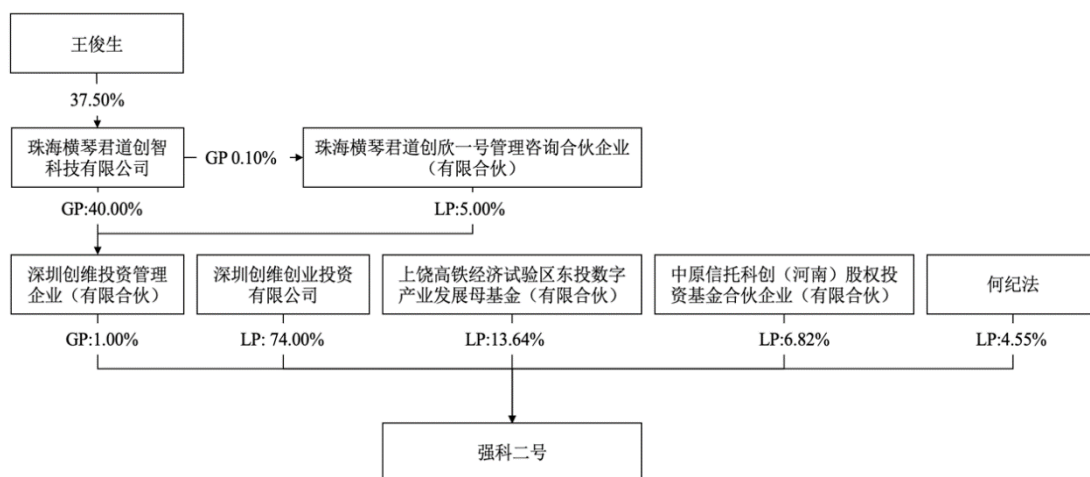 王俊生
37.50%
珠海横琴君道创智
科技有限公司
GP 0.10%
珠海横琴君道创欣一号管理咨询合伙企业
（有限合伙）
GP:40.00%
LP:5.00%
深圳创维投资管理
企业（有限合伙）
深圳创维创业投资
有限公司
上饶高铁经济试验区东投数字
产业发展母基金（有限合伙）
中原信托科创（河南）股权投
资基金合伙企业（有限合伙）
何纪法
GP:1.00%
LP: 74.00%
LP:13.64%
LP:6.82%
LP:4.55%
强科二号